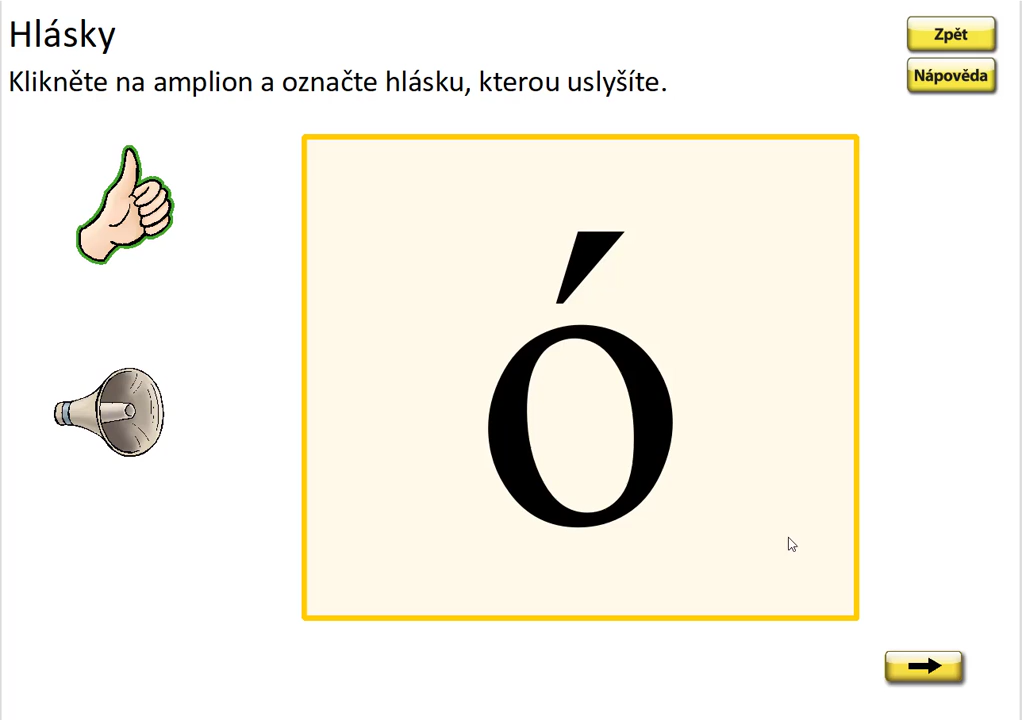 Hlásky
Zpět
Klikněte na amplion a označte hlásku, kterou uslyšíte.
Nápověda
ó